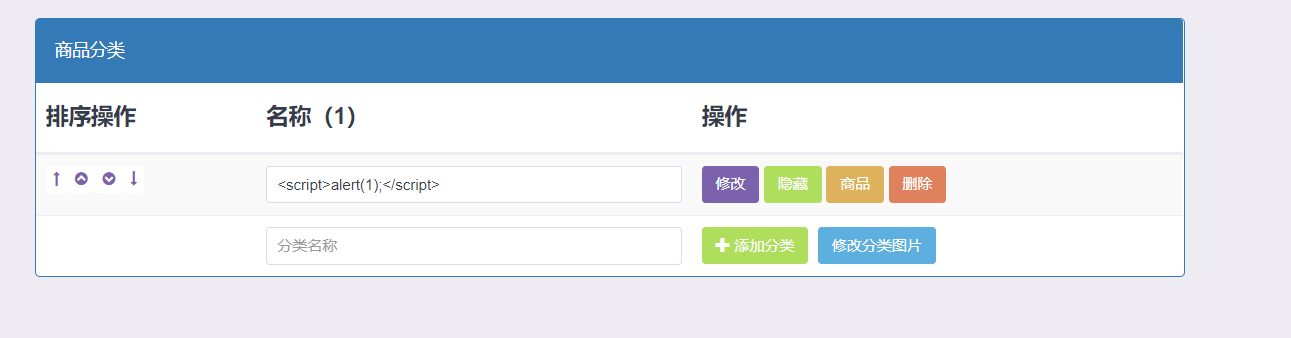 商品分类
排序操作 名称（1） 操作
<script>alert(1);</script> 修改 隐藏 商品 删除
分类名称 添加分类 修改分类图片